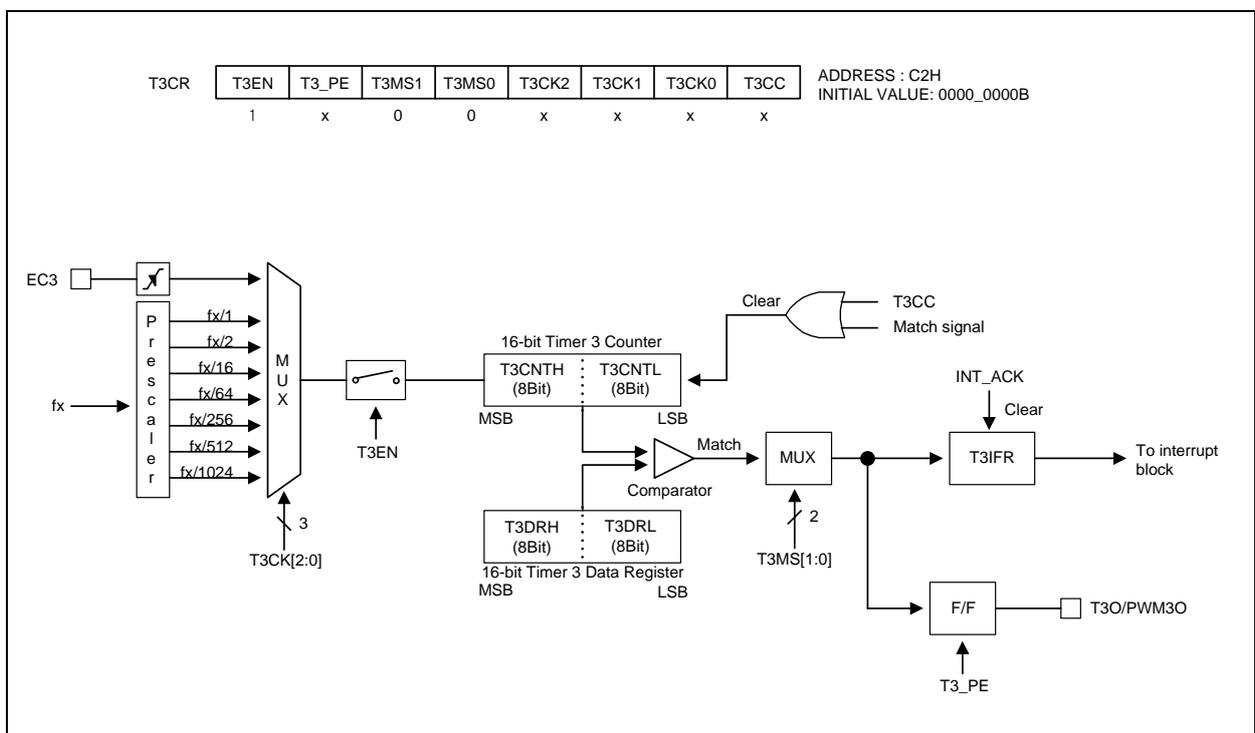 T3CR T3EN T3_PE T3MS1 T3MS0 T3CK2 T3CK1 T3CK0 T3CC ADDRESS : C2H
INITIAL VALUE: 0000_0000B
1 x 0 0 x x x x
EC3
Prescaler
fx
fx/1
fx/2
fx/16
fx/64
fx/256
fx/512
fx/1024
MUX
3
T3CK[2:0]
T3EN
16-bit Timer 3 Counter
T3CNTH
(8Bit)
T3CNTL
(8Bit)
MSB
LSB
Clear
T3CC
Match signal
Comparator
Match
T3DRH
(8Bit)
T3DRL
(8Bit)
16-bit Timer 3 Data Register
MSB
LSB
MUX
2
T3MS[1:0]
INT_ACK
Clear
T3IFR
To interrupt
block
F/F
T3O/PWM3O
T3_PE